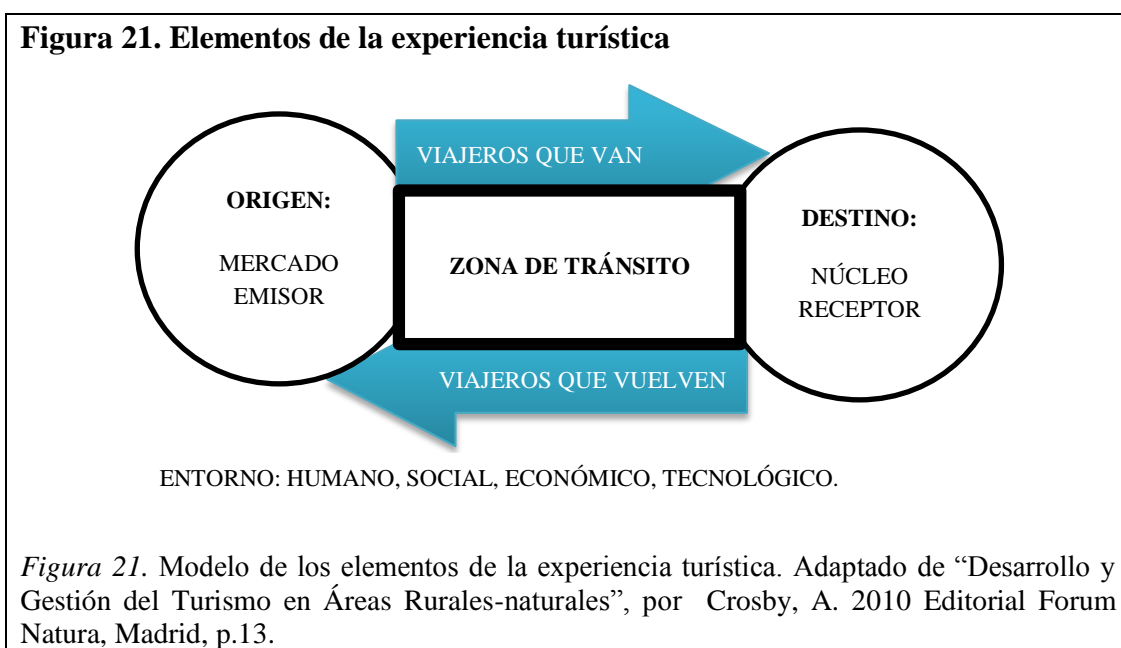 Figura 21. Elementos de la experiencia turística
VIAJEROS QUE VAN
ORIGEN:
MERCADO
EMISOR
ZONA DE TRÁNSITO
DESTINO:
NÚCLEO
RECEPTOR
VIAJEROS QUE VUELVEN
ENTORNO: HUMANO, SOCIAL, ECONÓMICO, TECNOLÓGICO.
Figura 21. Modelo de los elementos de la experiencia turística. Adaptado de “Desarrollo y
Gestión del Turismo en Áreas Rurales-naturales”, por Crosby, A. 2010 Editorial Forum
Natura, Madrid, p.13.